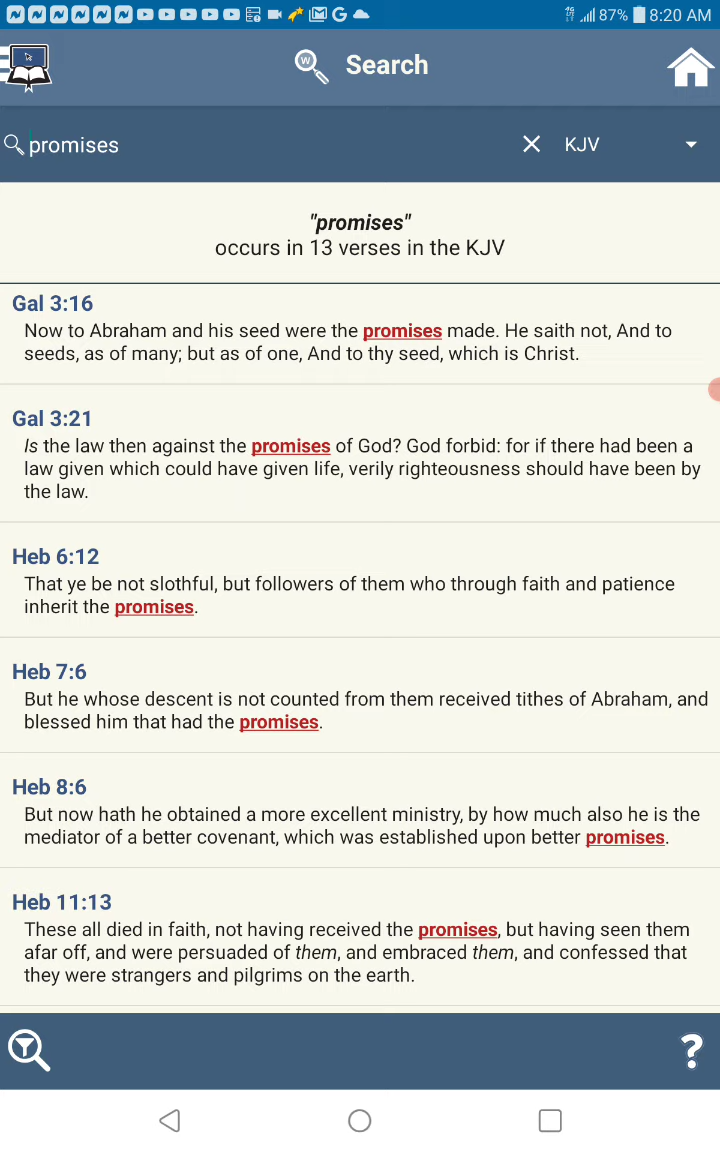 4G LTE 87% 8:20 AM
W Search
promises KJV
"promises"
occurs in 13 verses in the KJV
Gal 3:16
Now to Abraham and his seed were the promises made. He saith not, And to
seeds, as of many; but as of one, And to thy seed, which is Christ.
Gal 3:21
Is the law then against the promises of God? God forbid: for if there had been a
law given which could have given life, verily righteousness should have been by
the law.
Heb 6:12
That ye be not slothful, but followers of them who through faith and patience
inherit the promises.
Heb 7:6
But he whose descent is not counted from them received tithes of Abraham, and
blessed him that had the promises.
Heb 8:6
But now hath he obtained a more excellent ministry, by how much also he is the
mediator of a better covenant, which was established upon better promises.
Heb 11:13
These all died in faith, not having received the promises, but having seen them
afar off, and were persuaded of them, and embraced them, and confessed that
they were strangers and pilgrims on the earth.
?